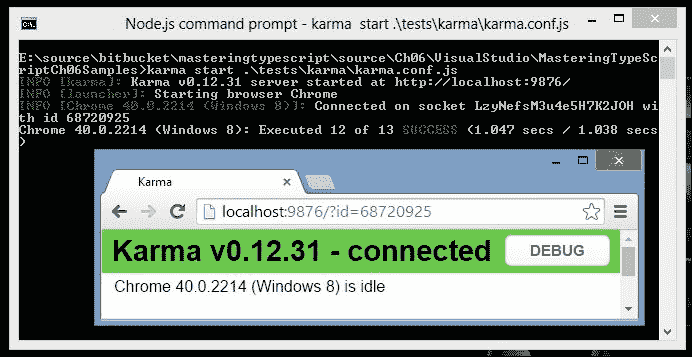 Node.js command prompt - karma  start .\tests\karma\karma.conf.js
E:\source\bitbucket\masteringtypescript\source\Ch06\VisualStudio\MasteringTypeSc
riptCh06Samples>karma start .\tests\karma\karma.conf.js
INFO [karma]: Karma v0.12.31 server started at http://localhost:9876/
INFO [launcher]: Starting browser Chrome
INFO [Chrome 40.0.2214 (Windows 8)]: Connected on socket LzyNefsM3u4e5H7K2JOH wi
th id 68720925
Chrome 40.0.2214 (Windows 8): Executed 12 of 13 SUCCESS (1.047 secs / 1.038 secs
)
Karma
localhost:9876/?id=68720925
Karma v0.12.31 - connected
DEBUG
Chrome 40.0.2214 (Windows 8) is idle